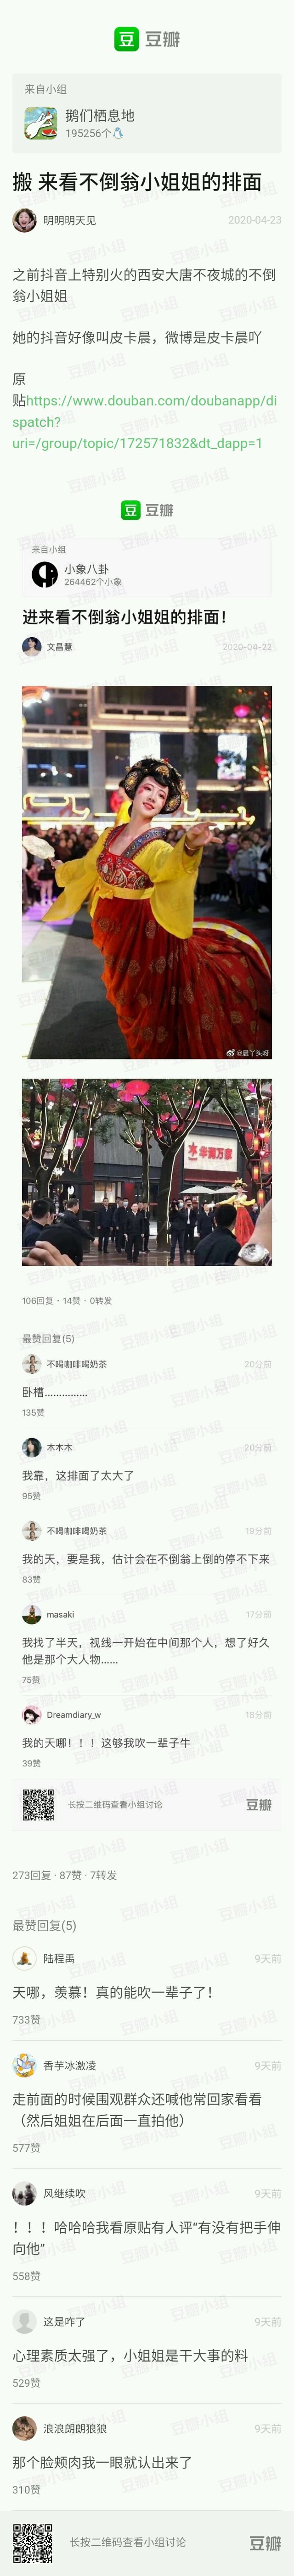 豆 豆瓣
来自小组
鹅们栖息地
195256个🐧
搬 来看不倒翁小姐姐的排面
明明明天见 2020-04-23
之前抖音上特别火的西安大唐不夜城的不倒
翁小姐姐
她的抖音好像叫皮卡晨，微博是皮卡晨吖
原
贴https://www.douban.com/doubanapp/di
spatch?
uri=/group/topic/172571832&dt_dapp=1
豆 豆瓣
来自小组
小象八卦
264462个小象
进来看不倒翁小姐姐的排面！
文昌慧 2020-04-22
@晨丫头呀
华润万家
106回复 · 14赞 · 0转发
最赞回复(5)
不喝咖啡喝奶茶 20分前
卧槽……………
135赞
木木木 20分前
我靠，这排面了太大了
95赞
不喝咖啡喝奶茶 19分前
我的天，要是我，估计会在不倒翁上倒的停不下来
83赞
masaki 17分前
我找了半天，视线一开始在中间那个人，想了好久
他是那个大人物……
75赞
Dreamdiary_w 18分前
我的天哪！！！这够我吹一辈子牛
39赞
长按二维码查看小组讨论 豆瓣
273回复 · 87赞 · 7转发
最赞回复(5)
陆程禹 9天前
天哪，羡慕！真的能吹一辈子了！
733赞
香芋冰激凌 9天前
走前面的时候围观群众还喊他常回家看看
（然后姐姐在后面一直拍他）
577赞
风继续吹 9天前
！！！哈哈哈我看原贴有人评“有没有把手伸
向他”
558赞
这是咋了 9天前
心理素质太强了，小姐姐是干大事的料
529赞
浪浪朗朗狼狼 9天前
那个脸颊肉我一眼就认出来了
310赞
长按二维码查看小组讨论 豆瓣